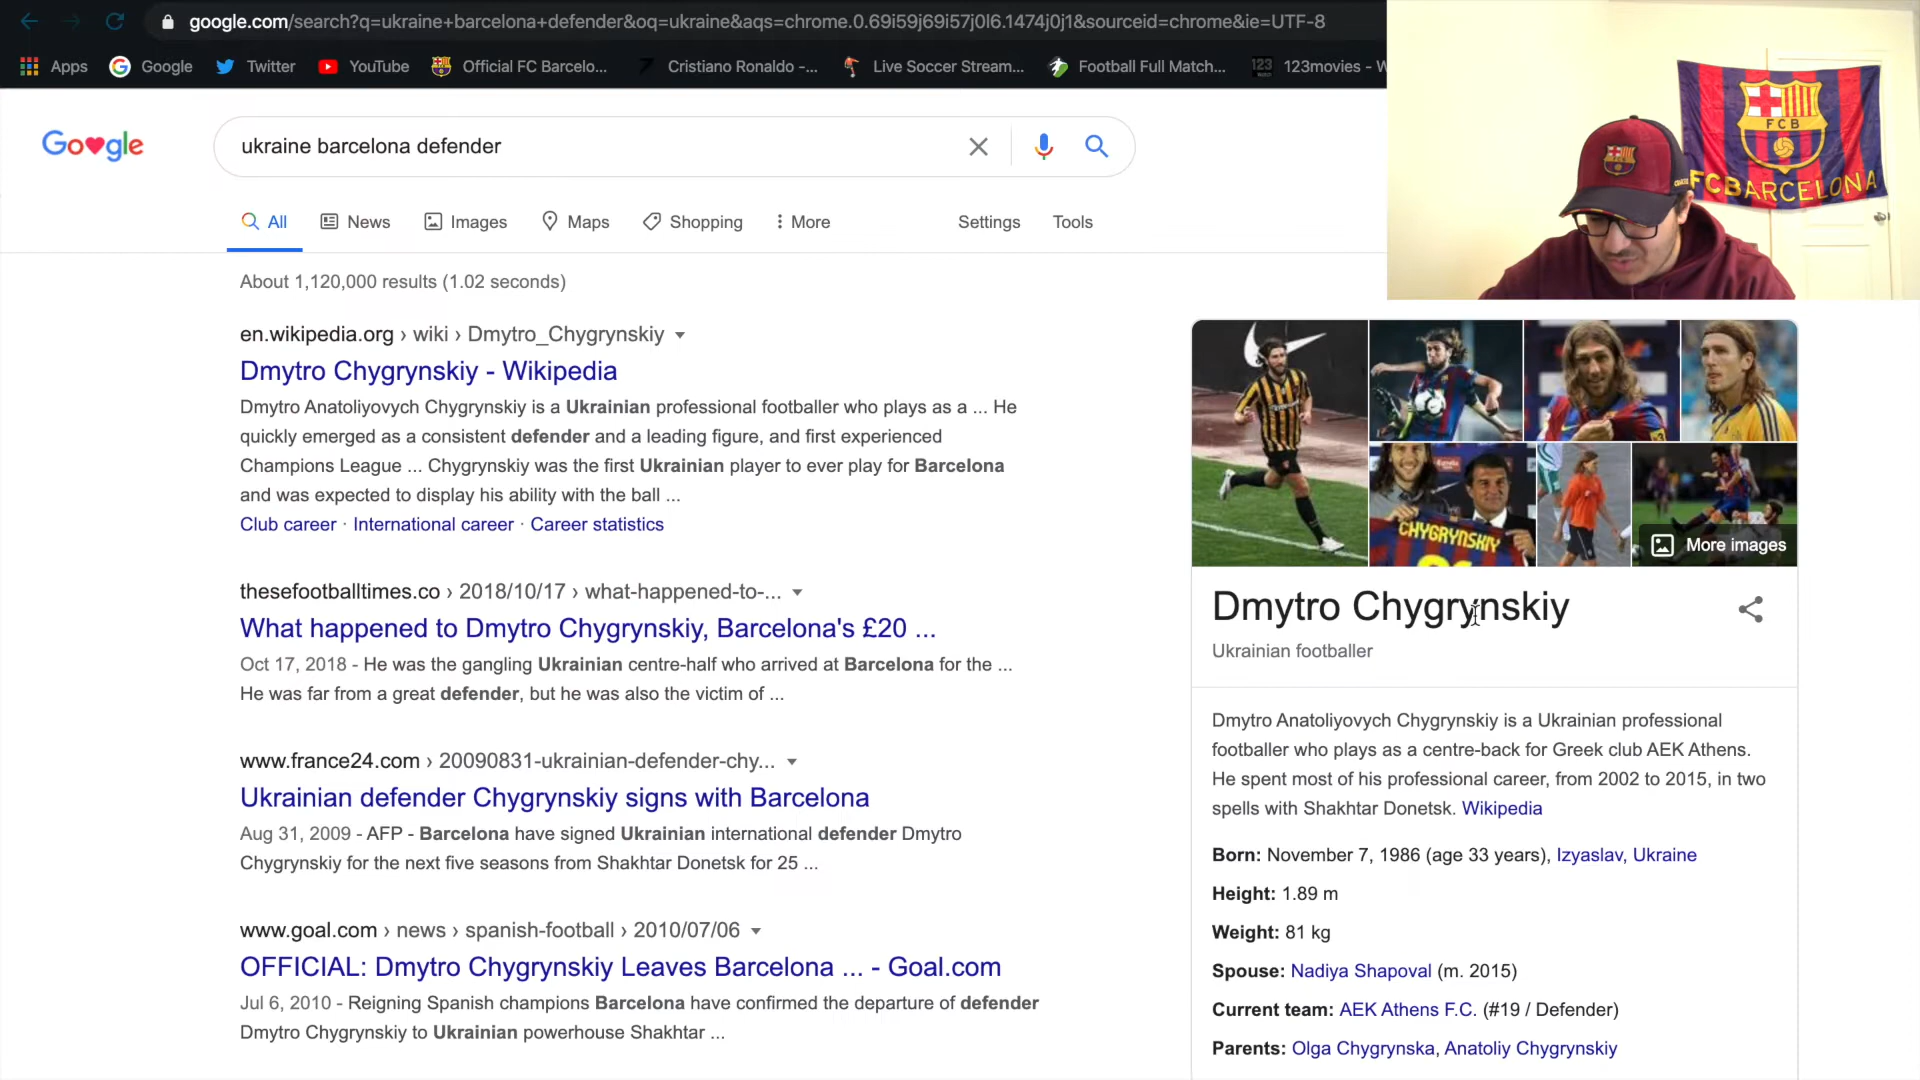 google.com/search?q=ukraine+barcelona+defender&oq=ukraine&aqs=chrome.0.69i59j69i57j0l6.1474j0j1&sourceid=chrome&ie=UTF-8
Apps Google Twitter YouTube Official FC Barcelo... Cristiano Ronaldo -... Live Soccer Stream... Football Full Match... 123movies - W
FCB
FCBARCELONA
Google
ukraine barcelona defender
All News Images Maps Shopping More Settings Tools
About 1,120,000 results (1.02 seconds)
en.wikipedia.org › wiki › Dmytro_Chygrynskiy
Dmytro Chygrynskiy - Wikipedia
Dmytro Anatoliyovych Chygrynskiy is a Ukrainian professional footballer who plays as a ... He
quickly emerged as a consistent defender and a leading figure, and first experienced
Champions League ... Chygrynskiy was the first Ukrainian player to ever play for Barcelona
and was expected to display his ability with the ball ...
Club career · International career · Career statistics
thesefootballtimes.co › 2018/10/17 › what-happened-to-...
What happened to Dmytro Chygrynskiy, Barcelona's £20 ...
Oct 17, 2018 - He was the gangling Ukrainian centre-half who arrived at Barcelona for the ...
He was far from a great defender, but he was also the victim of ...
www.france24.com › 20090831-ukrainian-defender-chy...
Ukrainian defender Chygrynskiy signs with Barcelona
Aug 31, 2009 - AFP - Barcelona have signed Ukrainian international defender Dmytro
Chygrynskiy for the next five seasons from Shakhtar Donetsk for 25 ...
www.goal.com › news › spanish-football › 2010/07/06
OFFICIAL: Dmytro Chygrynskiy Leaves Barcelona ... - Goal.com
Jul 6, 2010 - Reigning Spanish champions Barcelona have confirmed the departure of defender
Dmytro Chygrynskiy to Ukrainian powerhouse Shakhtar ...
CHYGRYNSKIY
More images
Dmytro Chygrynskiy
Ukrainian footballer
Dmytro Anatoliyovych Chygrynskiy is a Ukrainian professional
footballer who plays as a centre-back for Greek club AEK Athens.
He spent most of his professional career, from 2002 to 2015, in two
spells with Shakhtar Donetsk. Wikipedia
Born: November 7, 1986 (age 33 years), Izyaslav, Ukraine
Height: 1.89 m
Weight: 81 kg
Spouse: Nadiya Shapoval (m. 2015)
Current team: AEK Athens F.C. (#19 / Defender)
Parents: Olga Chygrynska, Anatoliy Chygrynskiy